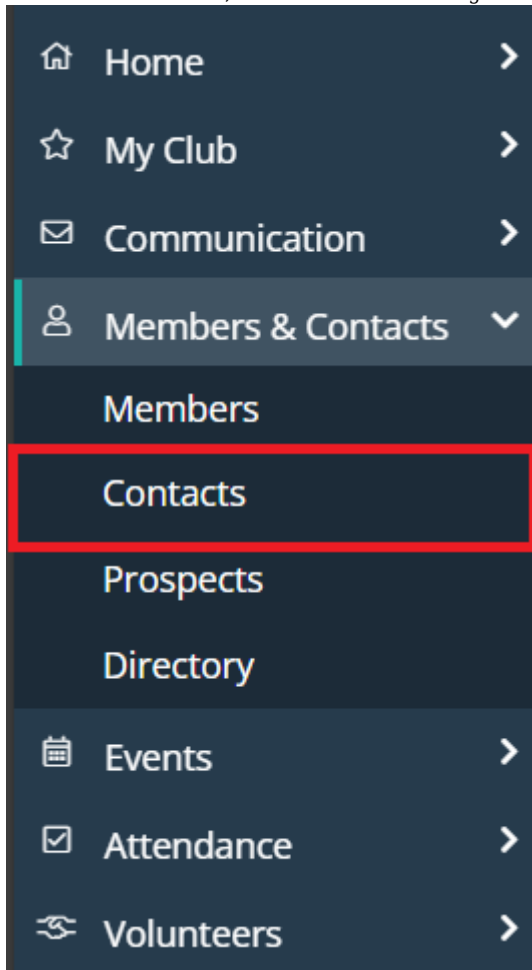 Home
My Club
Communication
Members & Contacts
Members
Contacts
Prospects
Directory
Events
Attendance
Volunteers